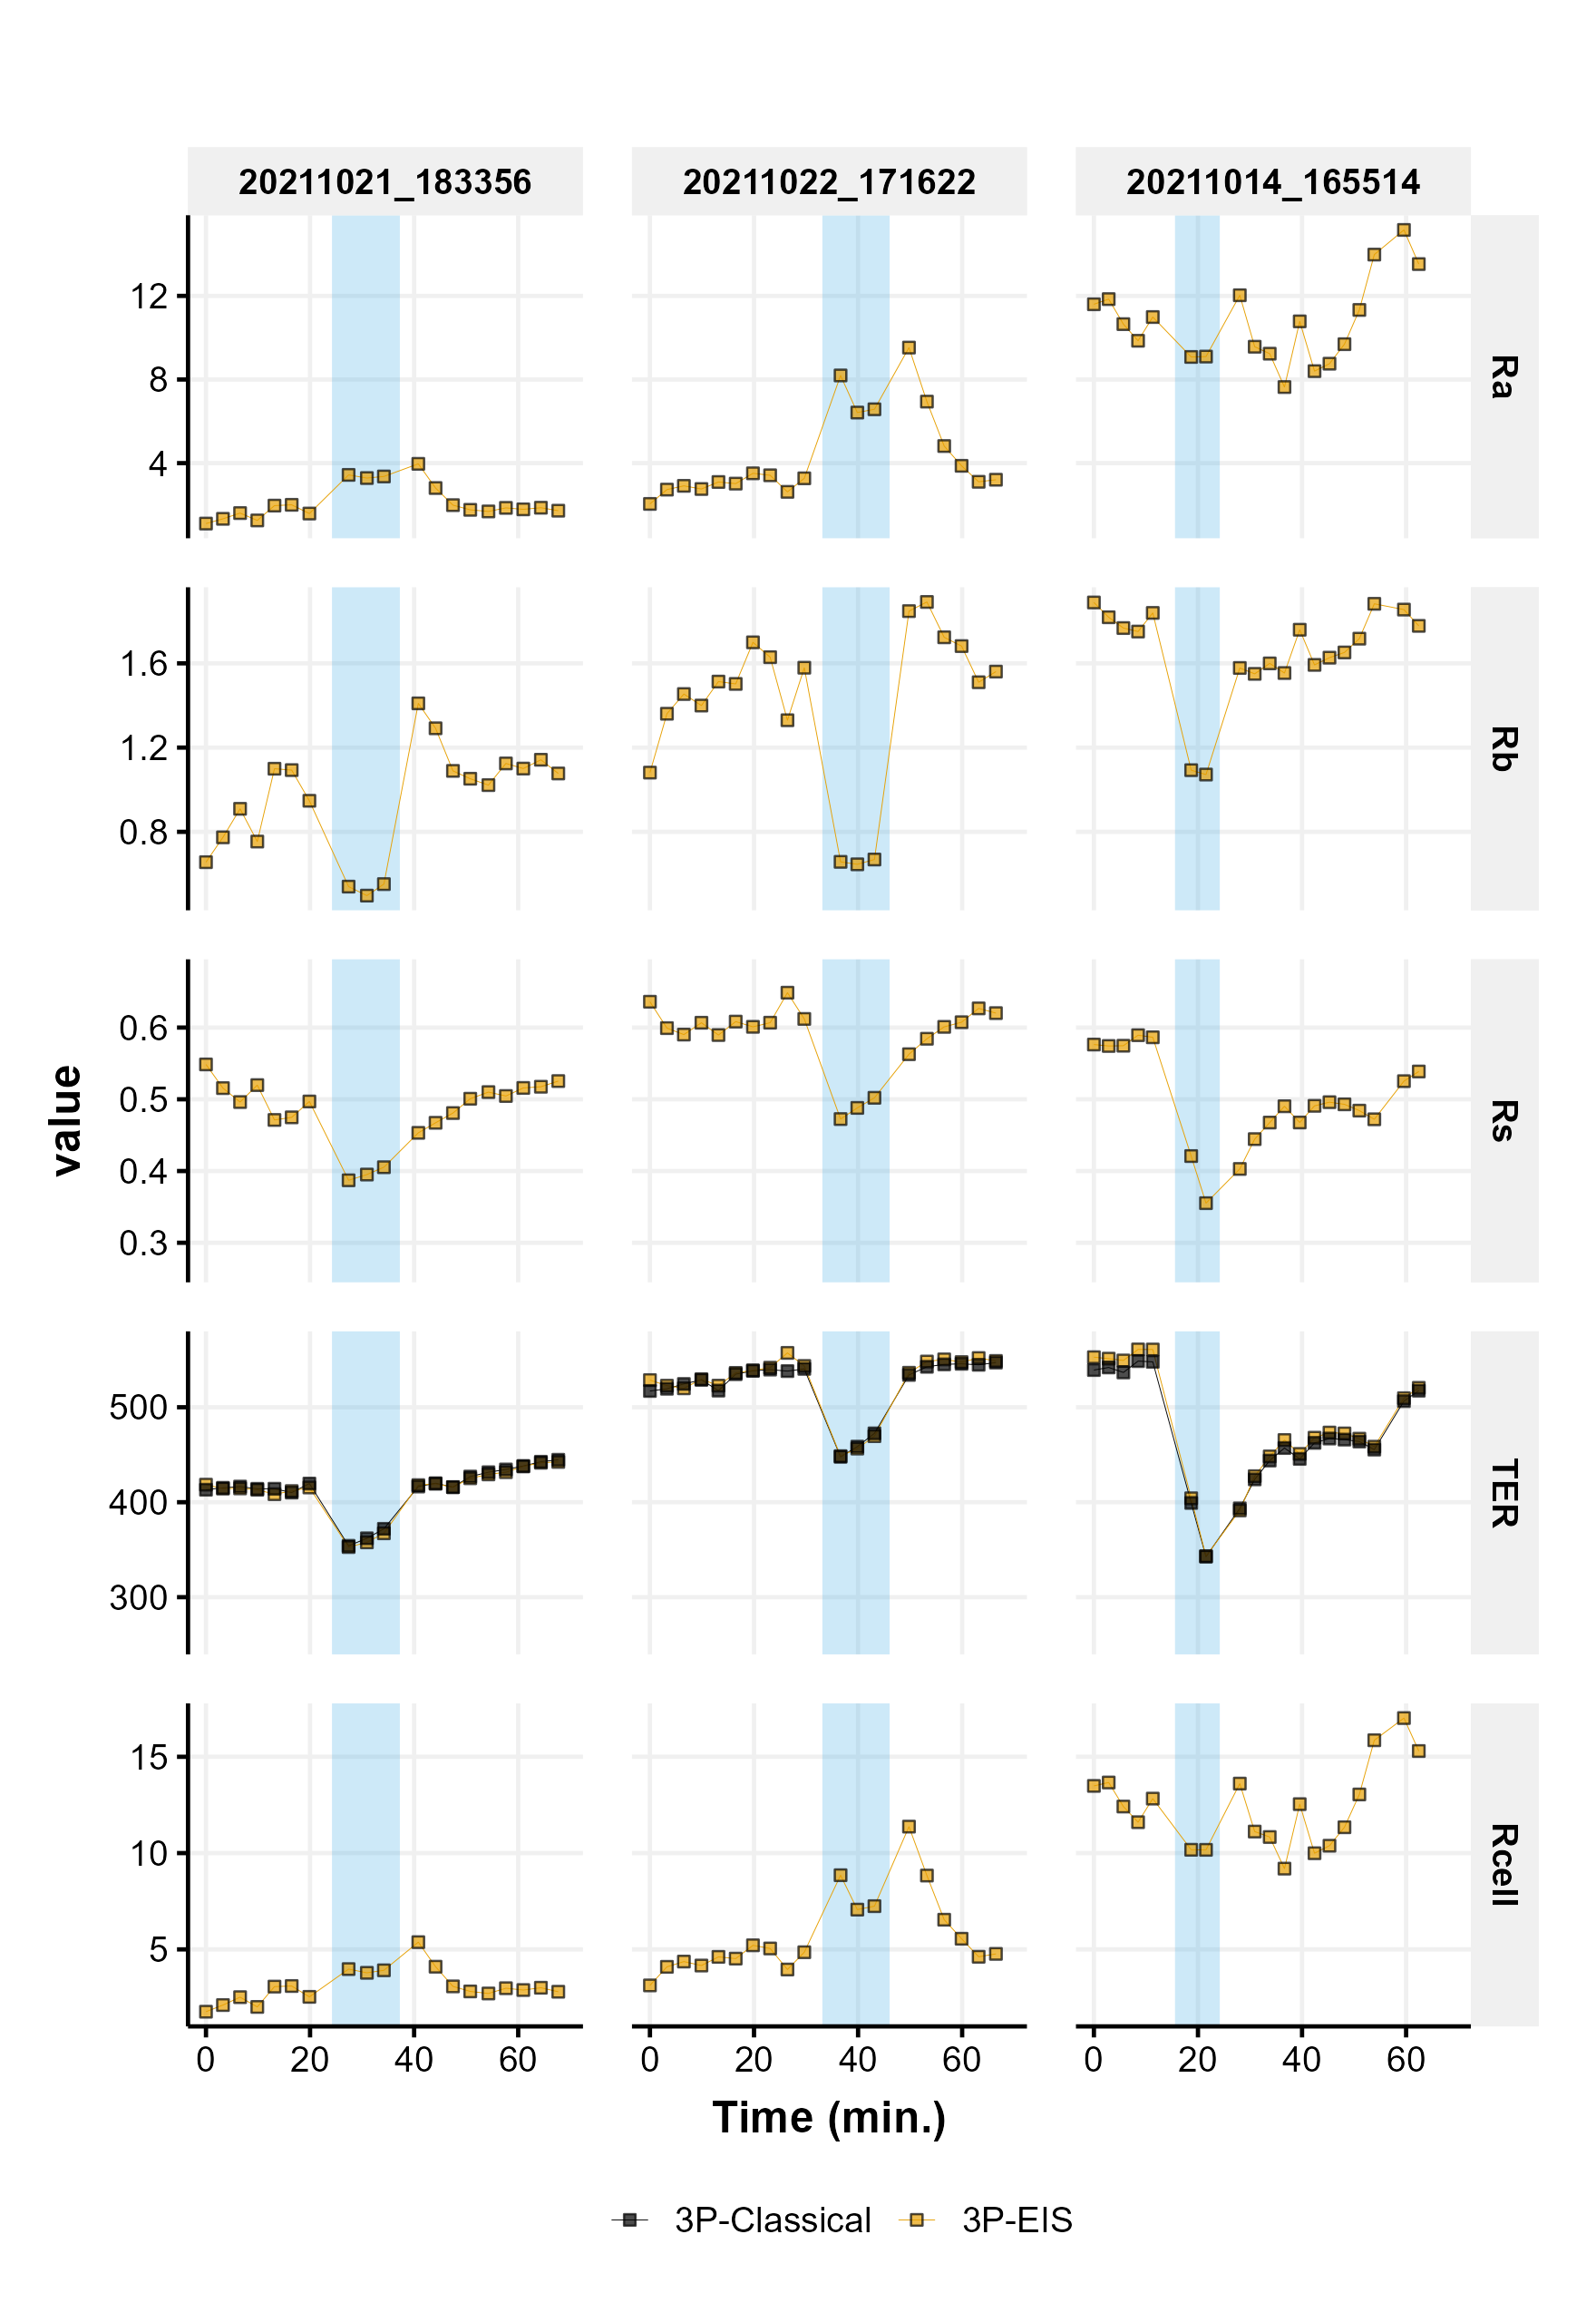 20211021_183356 20211022_171622 20211014_165514
12
8
4
Ra
1.6
1.2
0.8
Rb
0.6
0.5
0.4
0.3
Rs
value
500
400
300
TER
15
10
5
Rcell
0 20 40 60 0 20 40 60 0 20 40 60
Time (min.)
3P-Classical 3P-EIS